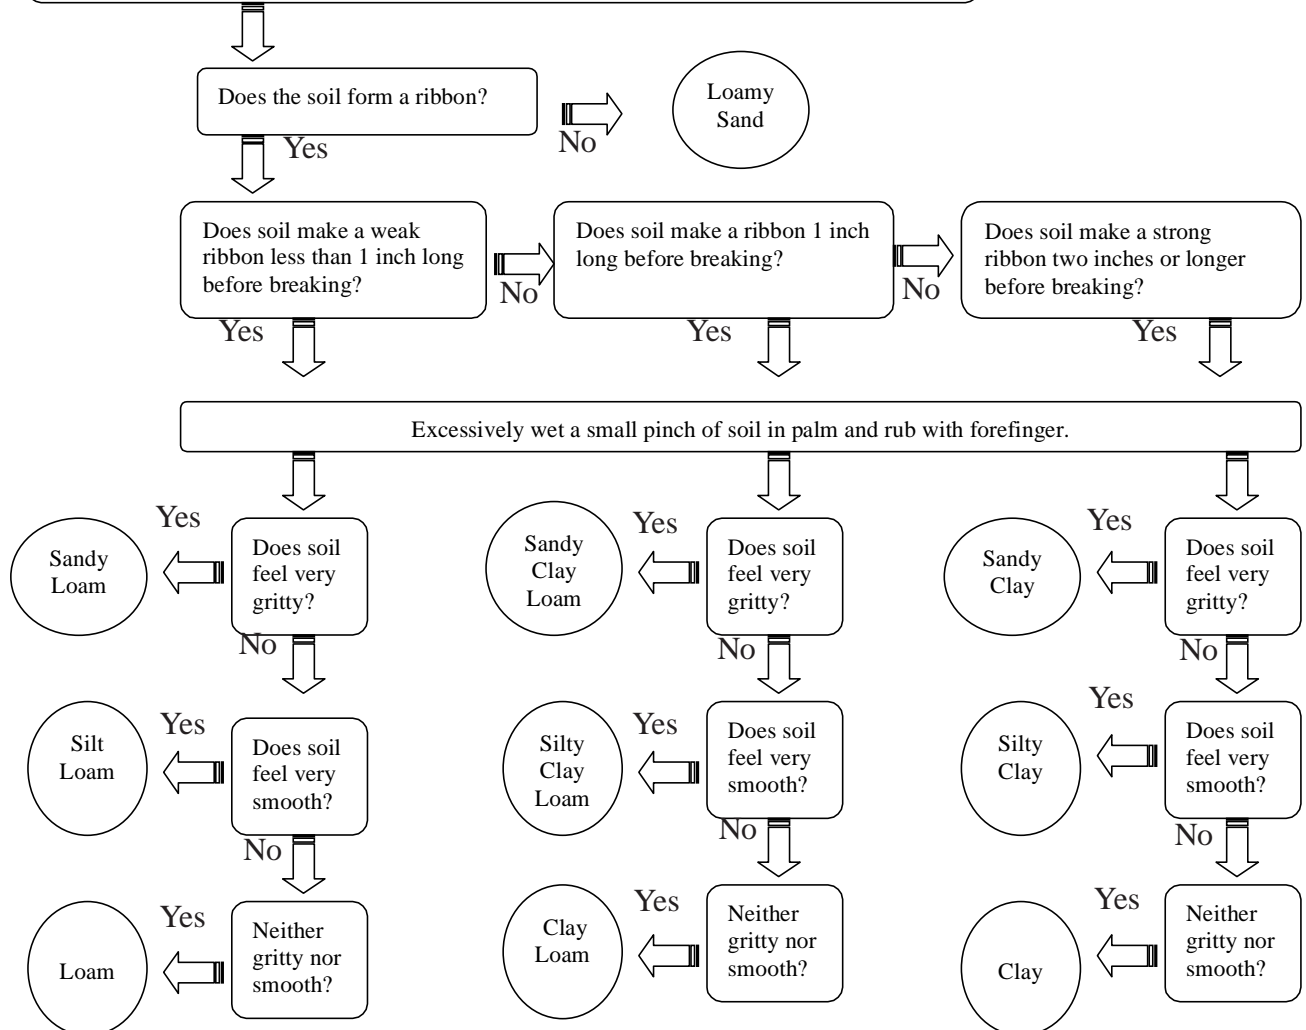 Does the soil form a ribbon?
Loamy
Sand
No
Yes
Does soil make a weak
ribbon less than 1 inch long
before breaking?
No
Does soil make a ribbon 1 inch
long before breaking?
No
Does soil make a strong
ribbon two inches or longer
before breaking?
Yes
Yes
Yes
Excessively wet a small pinch of soil in palm and rub with forefinger.
Sandy
Loam
Yes
Does soil
feel very
gritty?
No
Sandy
Clay
Loam
Yes
Does soil
feel very
gritty?
No
Sandy
Clay
Yes
Does soil
feel very
gritty?
No
Silt
Loam
Yes
Does soil
feel very
smooth?
No
Silty
Clay
Loam
Yes
Does soil
feel very
smooth?
No
Silty
Clay
Yes
Does soil
feel very
smooth?
No
Loam
Yes
Neither
gritty nor
smooth?
Clay
Loam
Yes
Neither
gritty nor
smooth?
Clay
Yes
Neither
gritty nor
smooth?